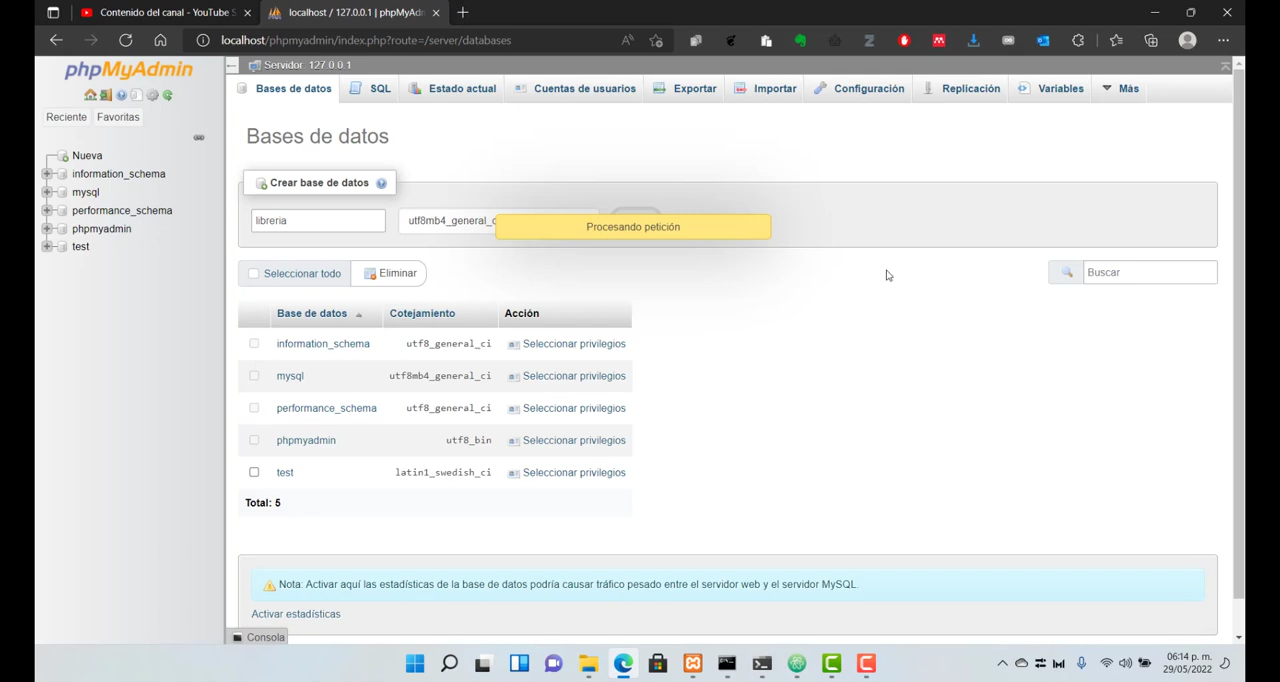 Contenido del canal - YouTube S
localhost / 127.0.0.1 | phpMyAdm
localhost/phpmyadmin/index.php?route=/server/databases
phpMyAdmin
Reciente Favoritas
Nueva
information_schema
mysql
performance_schema
phpmyadmin
test
Servidor: 127.0.0.1
Bases de datos SQL Estado actual Cuentas de usuarios Exportar Importar Configuración Replicación Variables Más
Bases de datos
Crear base de datos
libreria utf8mb4_general_c
Procesando petición
Seleccionar todo Eliminar Buscar
Base de datos Cotejamiento Acción
information_schema utf8_general_ci Seleccionar privilegios
mysql utf8mb4_general_ci Seleccionar privilegios
performance_schema utf8_general_ci Seleccionar privilegios
phpmyadmin utf8_bin Seleccionar privilegios
test latin1_swedish_ci Seleccionar privilegios
Total: 5
Nota: Activar aquí las estadísticas de la base de datos podría causar tráfico pesado entre el servidor web y el servidor MySQL.
Activar estadísticas
Consola
06:14 p. m.
29/05/2022